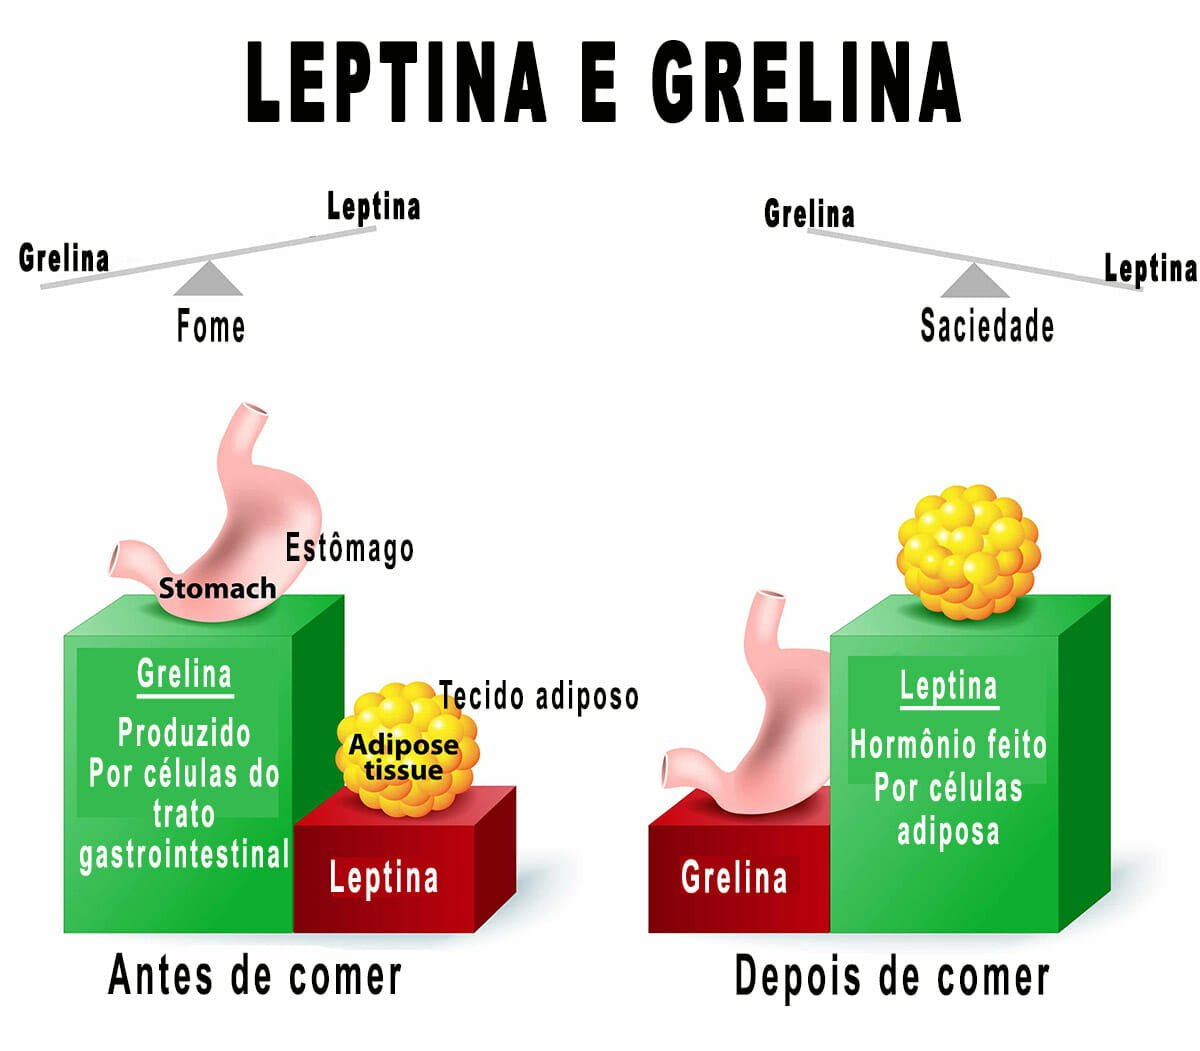 LEPTINA E GRELINA
Leptina
Grelina
Fome
Grelina
Leptina
Saciedade
Estômago
Stomach
Grelina
Produzido
Por células do
trato
gastrointestinal
Tecido adiposo
Adipose
tissue
Leptina
Antes de comer
Leptina
Hormônio feito
Por células
adiposa
Grelina
Depois de comer